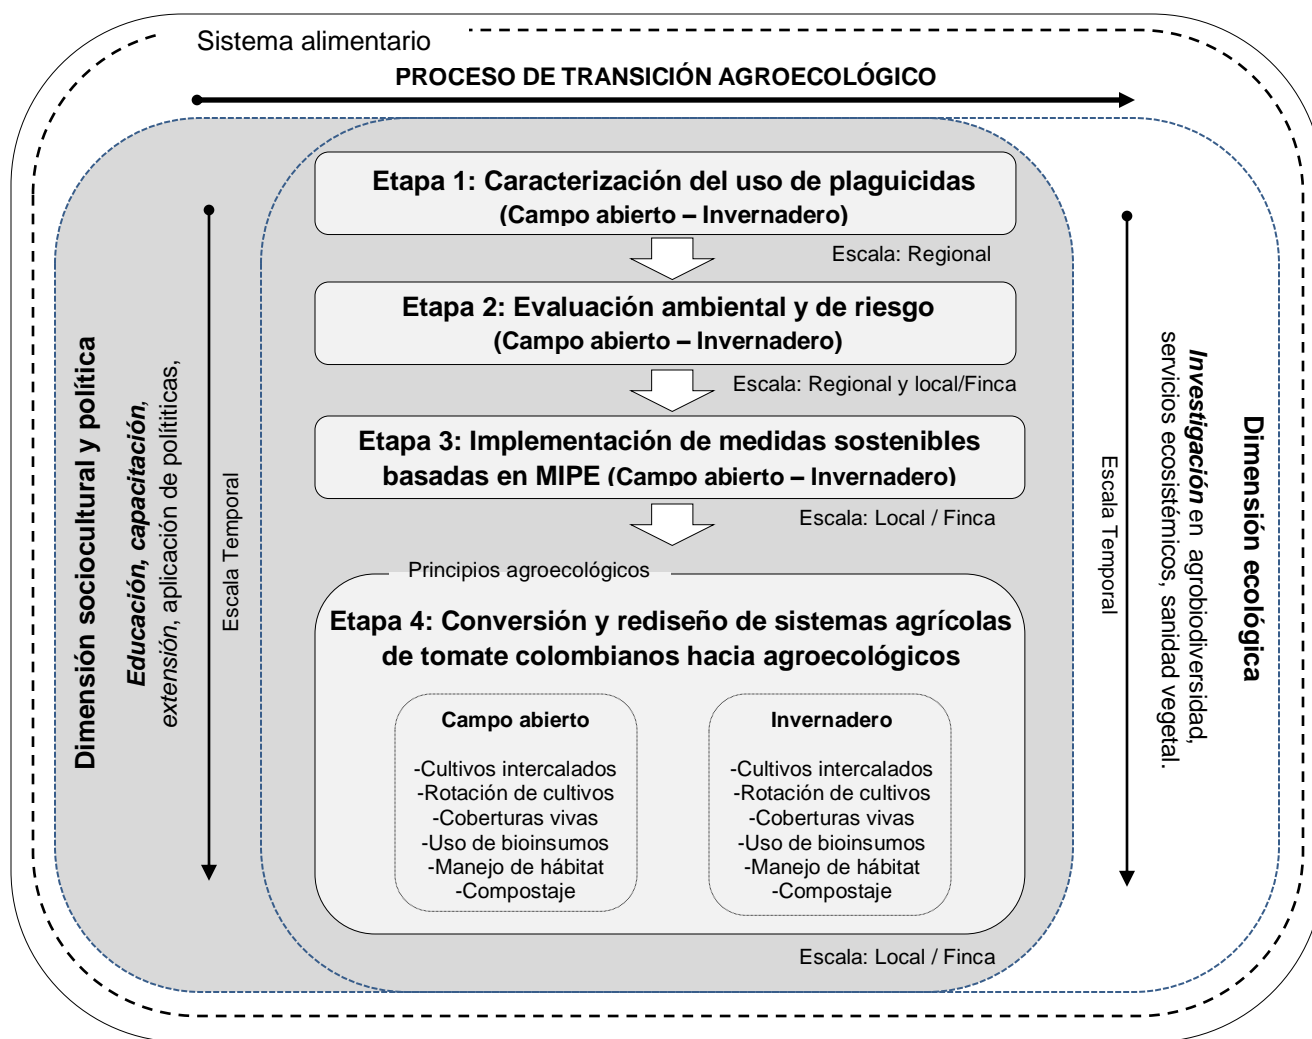 Sistema alimentario
PROCESO DE TRANSICIÓN AGROECOLÓGICO
Dimensión sociocultural y política
Educación, capacitación,
extensión, aplicación de polítiticas,
Escala Temporal
Etapa 1: Caracterización del uso de plaguicidas
(Campo abierto – Invernadero)
Escala: Regional
Etapa 2: Evaluación ambiental y de riesgo
(Campo abierto – Invernadero)
Escala: Regional y local/Finca
Etapa 3: Implementación de medidas sostenibles
basadas en MIPE (Campo abierto – Invernadero)
Escala: Local / Finca
Principios agroecológicos
Etapa 4: Conversión y rediseño de sistemas agrícolas
de tomate colombianos hacia agroecológicos
Campo abierto
-Cultivos intercalados
-Rotación de cultivos
-Coberturas vivas
-Uso de bioinsumos
-Manejo de hábitat
-Compostaje
Invernadero
-Cultivos intercalados
-Rotación de cultivos
-Coberturas vivas
-Uso de bioinsumos
-Manejo de hábitat
-Compostaje
Escala: Local / Finca
Escala Temporal
Investigación en agrobiodiversidad,
servicios ecosistémicos, sanidad vegetal.
Dimensión ecológica